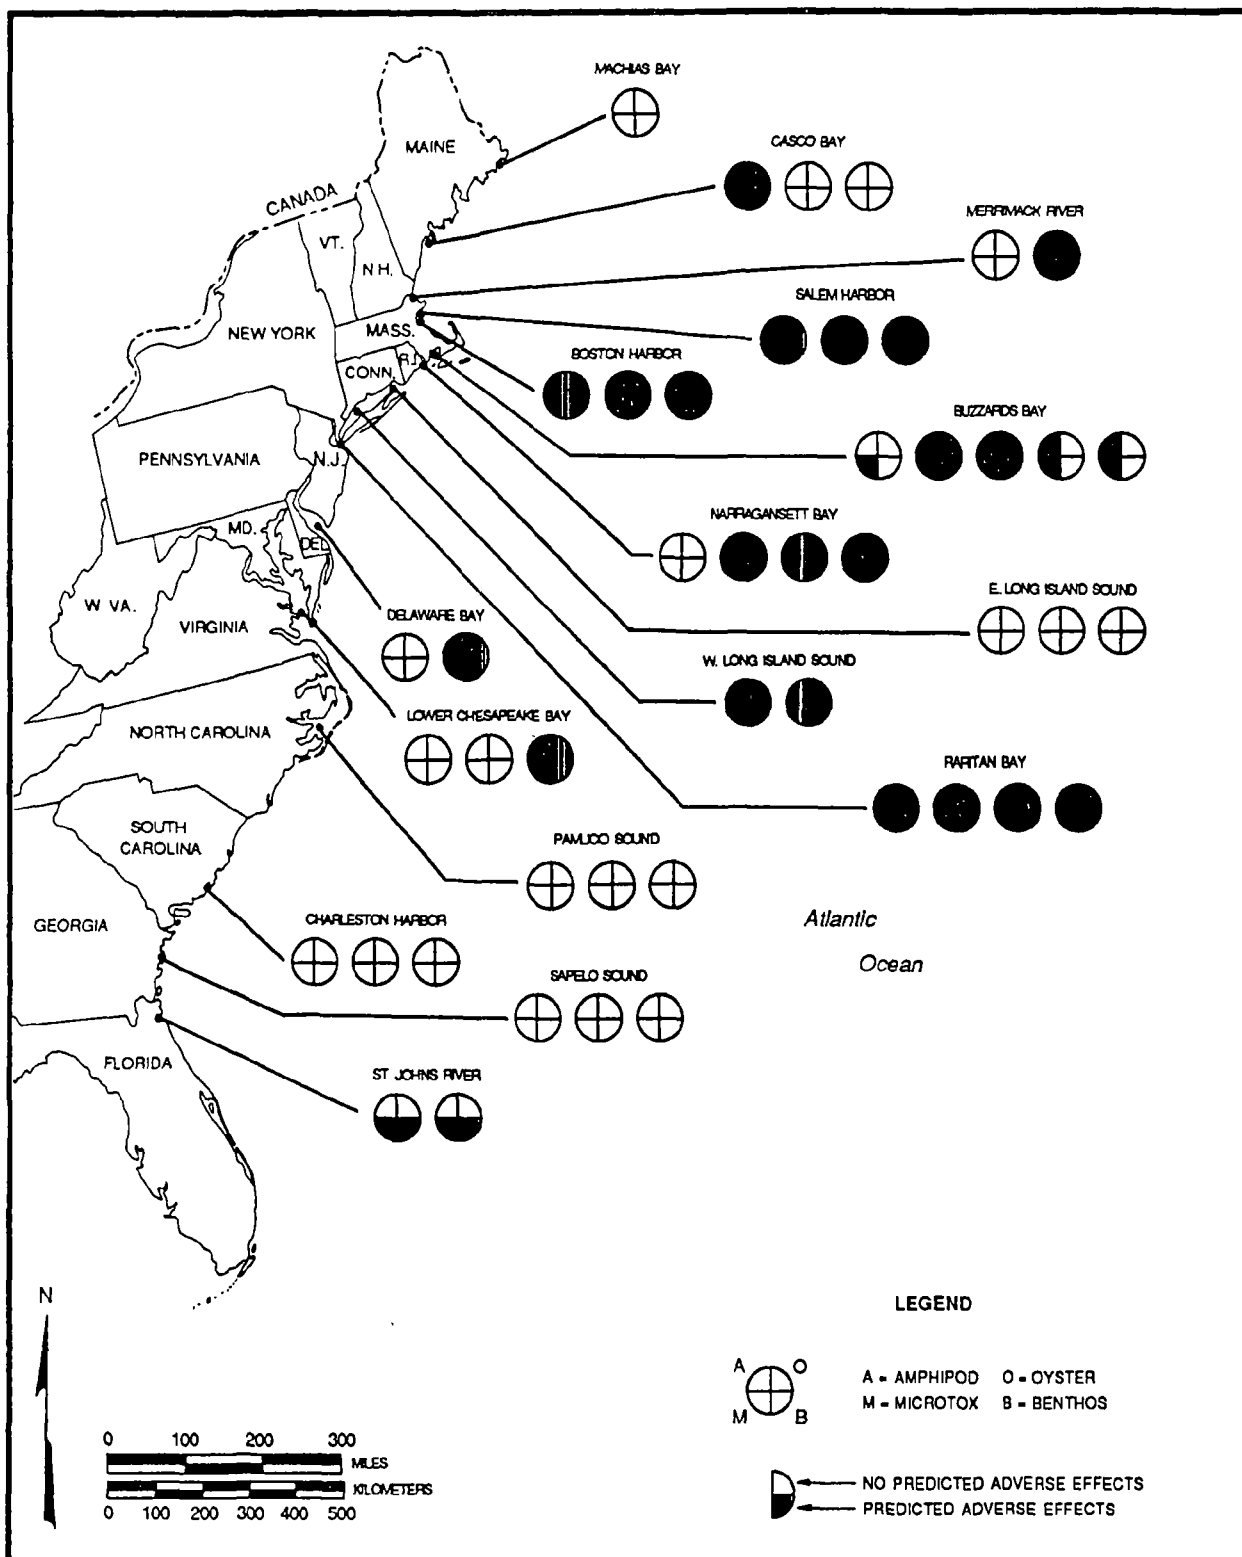 MACHIAS BAY
MAINE
CASCO BAY
CANADA
MERRIMACK RIVER
VT.
N.H.
SALEM HARBOR
NEW YORK
MASS.
BOSTON HARBOR
R.I.
CONN.
BUZZARDS BAY
PENNSYLVANIA
N.J.
NARRAGANSETT BAY
MD.
DEL.
E. LONG ISLAND SOUND
W. VA.
VIRGINIA
DELAWARE BAY
W. LONG ISLAND SOUND
NORTH CAROLINA
LOWER CHESAPEAKE BAY
RARITAN BAY
SOUTH
CAROLINA
PAMLICO SOUND
GEORGIA
CHARLESTON HARBOR
Atlantic
Ocean
SAPELO SOUND
FLORIDA
ST JOHNS RIVER
N
LEGEND
A O
M B
A = AMPHIPOD O = OYSTER
M = MICROTOX B = BENTHOS
0 100 200 300
MILES
KILOMETERS
0 100 200 300 400 500
NO PREDICTED ADVERSE EFFECTS
PREDICTED ADVERSE EFFECTS